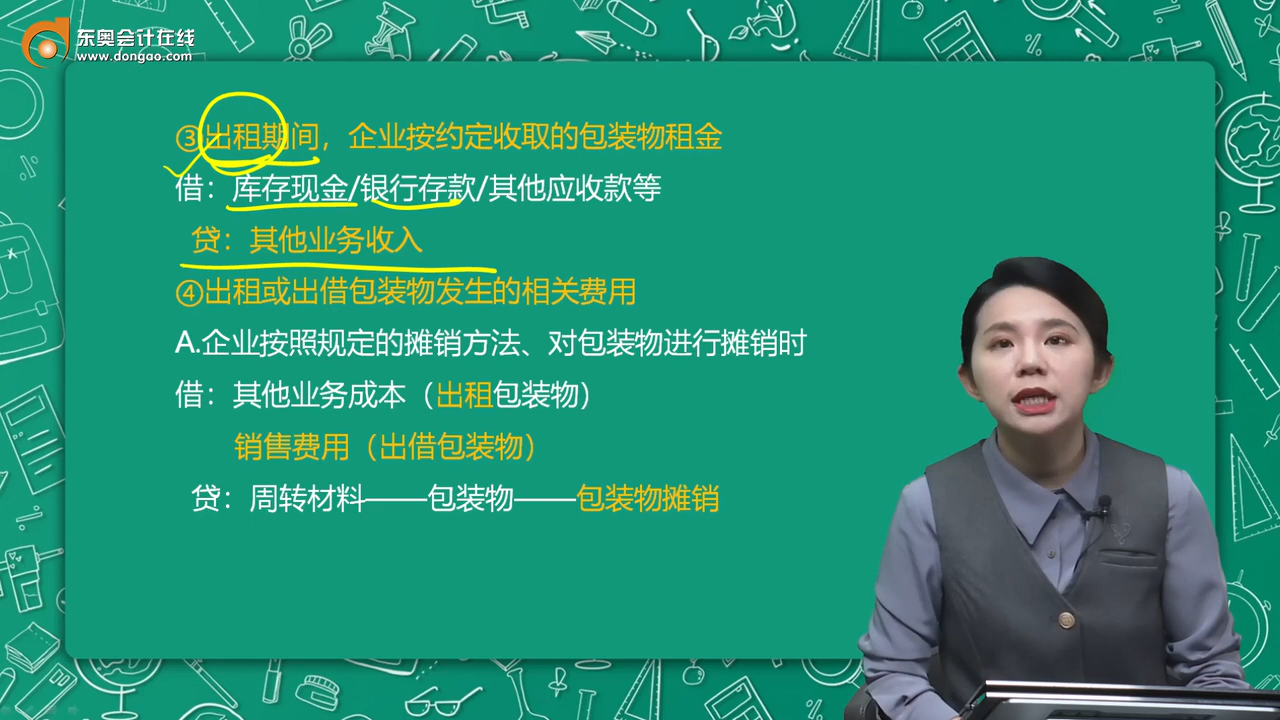 东奥会计在线
www.dongao.com
③出租期间，企业按约定收取的包装物租金
借：库存现金/银行存款/其他应收款等
贷：其他业务收入
④出租或出借包装物发生的相关费用
A.企业按照规定的摊销方法、对包装物进行摊销时
借：其他业务成本（出租包装物）
销售费用（出借包装物）
贷：周转材料——包装物——包装物摊销